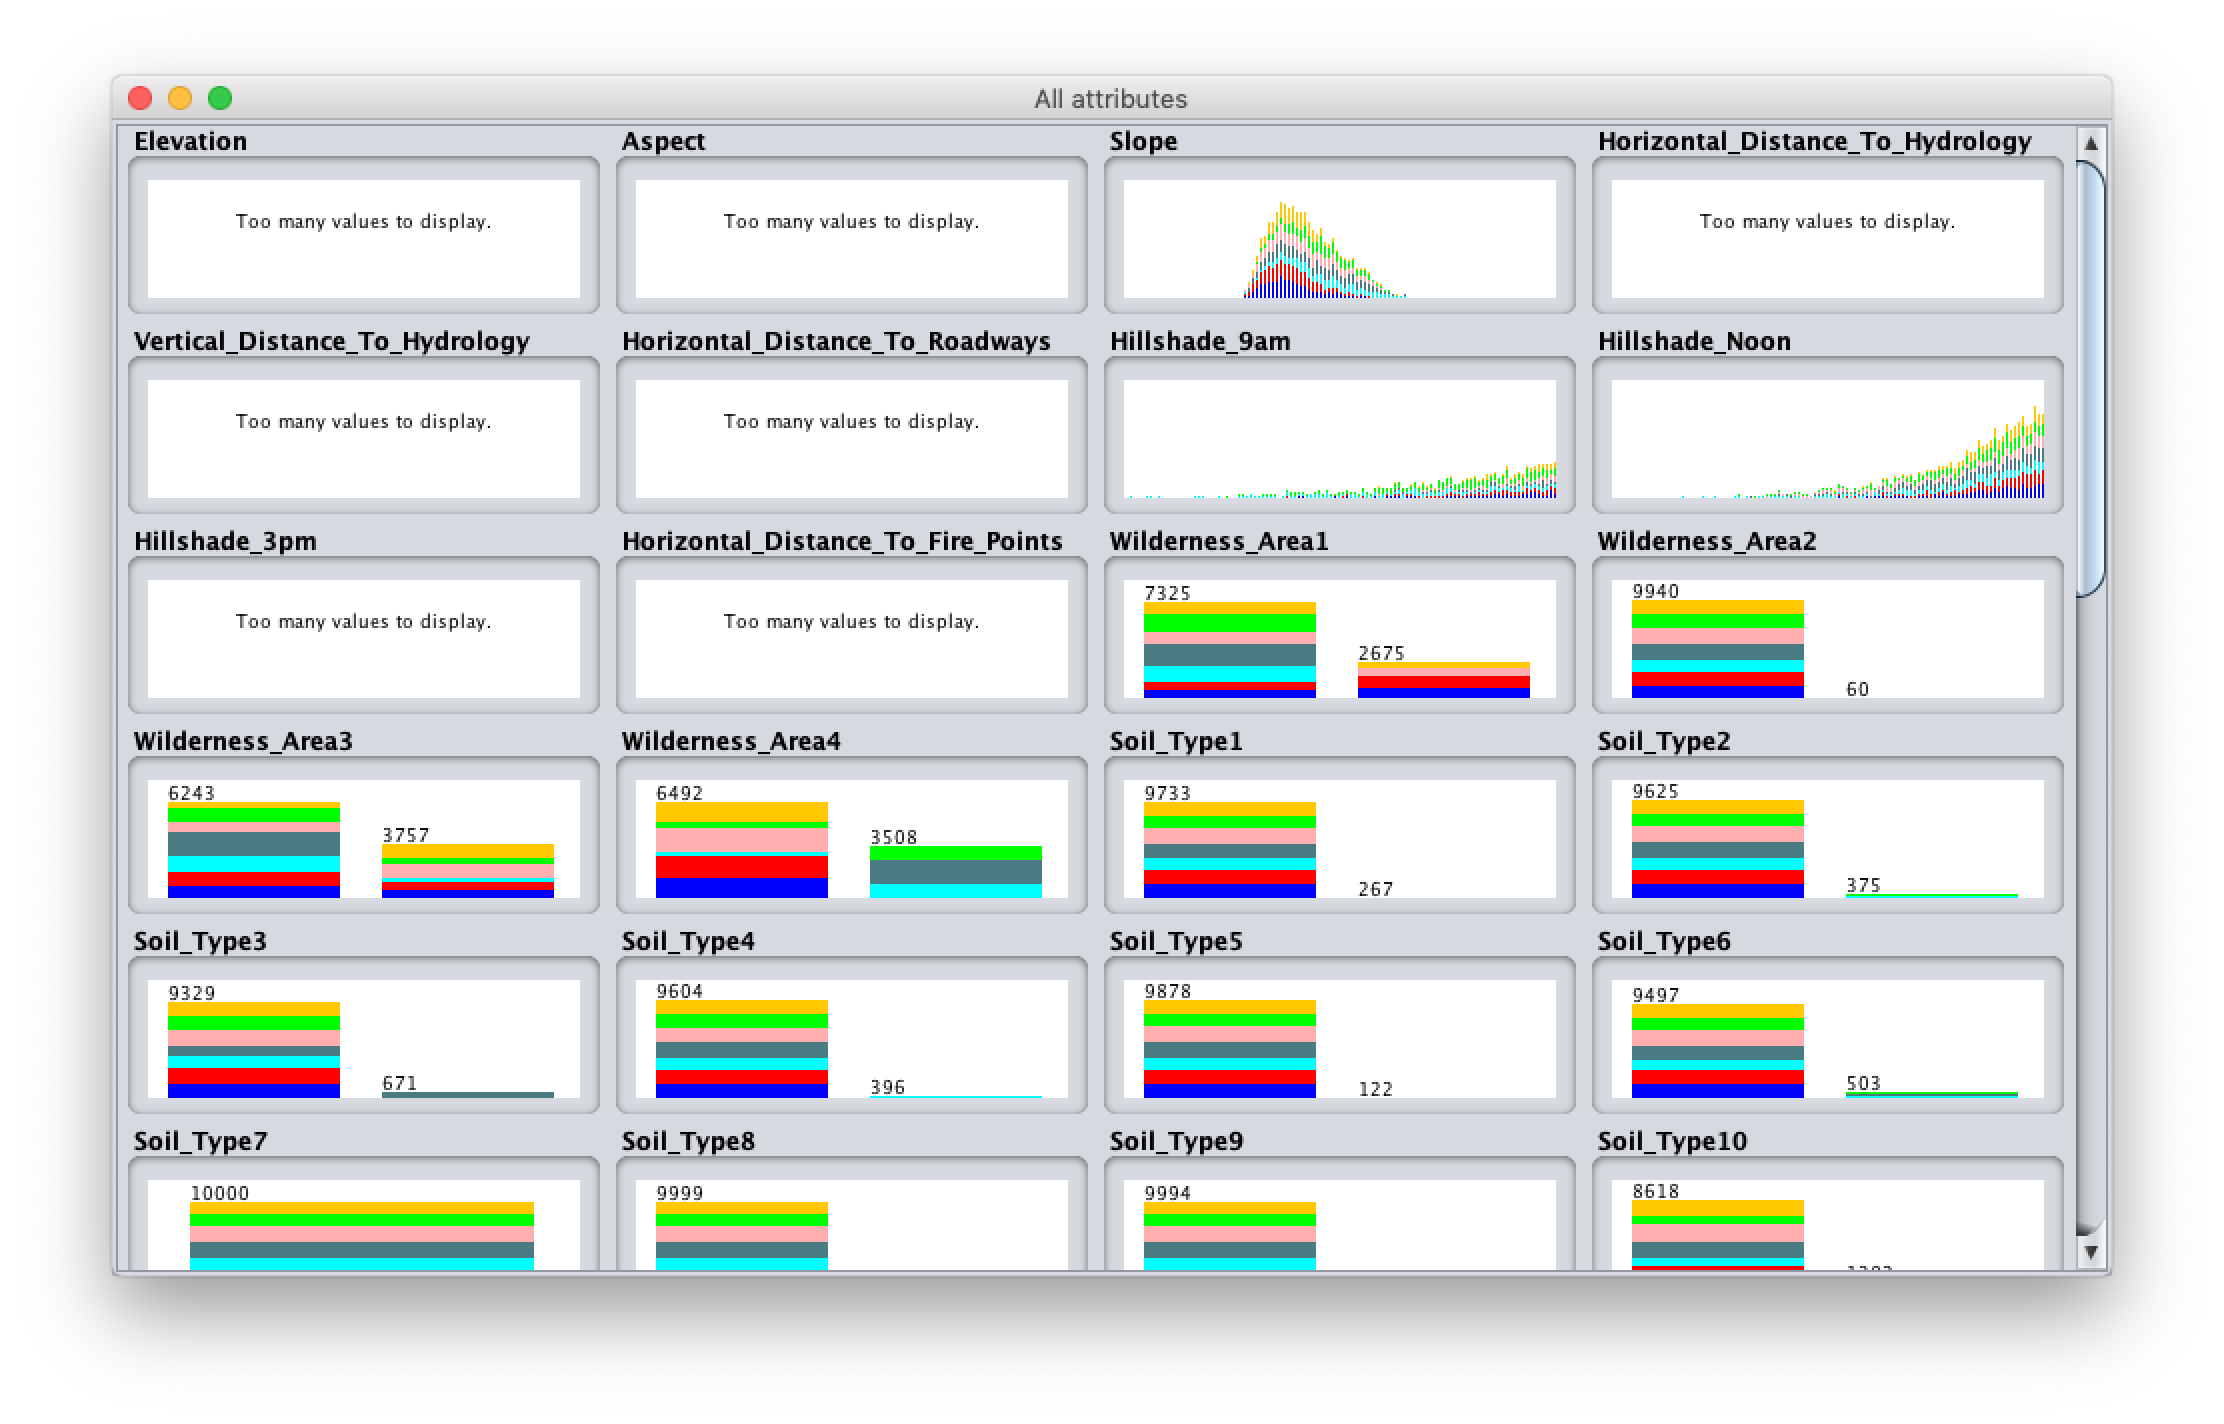 All attributes
Elevation
Aspect
Slope
Horizontal_Distance_To_Hydrology
Too many values to display.
Too many values to display.
Too many values to display.
Vertical_Distance_To_Hydrology
Horizontal_Distance_To_Roadways
Hillshade_9am
Hillshade_Noon
Too many values to display.
Too many values to display.
Hillshade_3pm
Horizontal_Distance_To_Fire_Points
Wilderness_Area1
Wilderness_Area2
Too many values to display.
Too many values to display.
7325
2675
9940
60
Wilderness_Area3
Wilderness_Area4
Soil_Type1
Soil_Type2
6243
3757
6492
3508
9733
267
9625
375
Soil_Type3
Soil_Type4
Soil_Type5
Soil_Type6
9329
671
9604
396
9878
122
9497
503
Soil_Type7
Soil_Type8
Soil_Type9
Soil_Type10
10000
9999
9994
8618